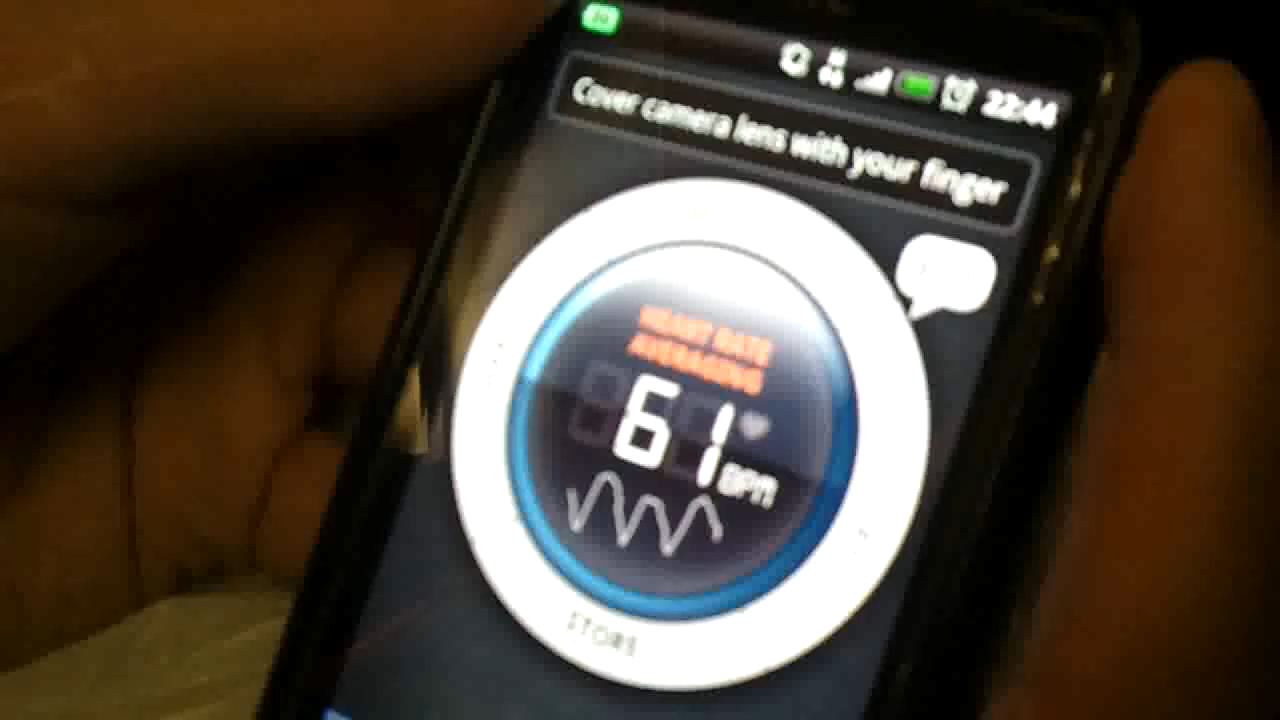 22:44
Cover camera lens with your finger
HEART RATE
AVERAGING
61
BPM
STORE